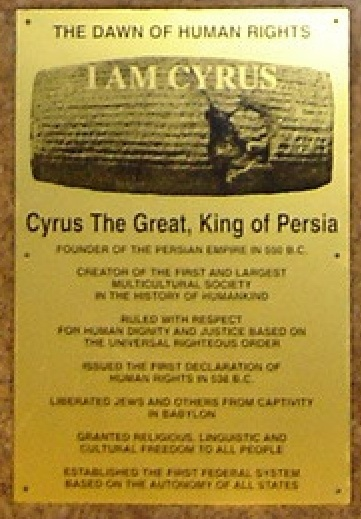 THE DAWN OF HUMAN RIGHTS
I AM CYRUS
Cyrus The Great, King of Persia
FOUNDER OF THE PERSIAN EMPIRE IN 550 B.C.
CREATOR OF THE FIRST AND LARGEST
MULTICULTURAL SOCIETY
IN THE HISTORY OF HUMANKIND
RULED WITH RESPECT
FOR HUMAN DIGNITY AND JUSTICE BASED ON
THE UNIVERSAL RIGHTEOUS ORDER
ISSUED THE FIRST DECLARATION OF
HUMAN RIGHTS IN 538 B.C.
LIBERATED JEWS AND OTHERS FROM CAPTIVITY
IN BABYLON
GRANTED RELIGIOUS, LINGUISTIC AND
CULTURAL FREEDOM TO ALL PEOPLE
ESTABLISHED THE FIRST FEDERAL SYSTEM
BASED ON THE AUTONOMY OF ALL STATES